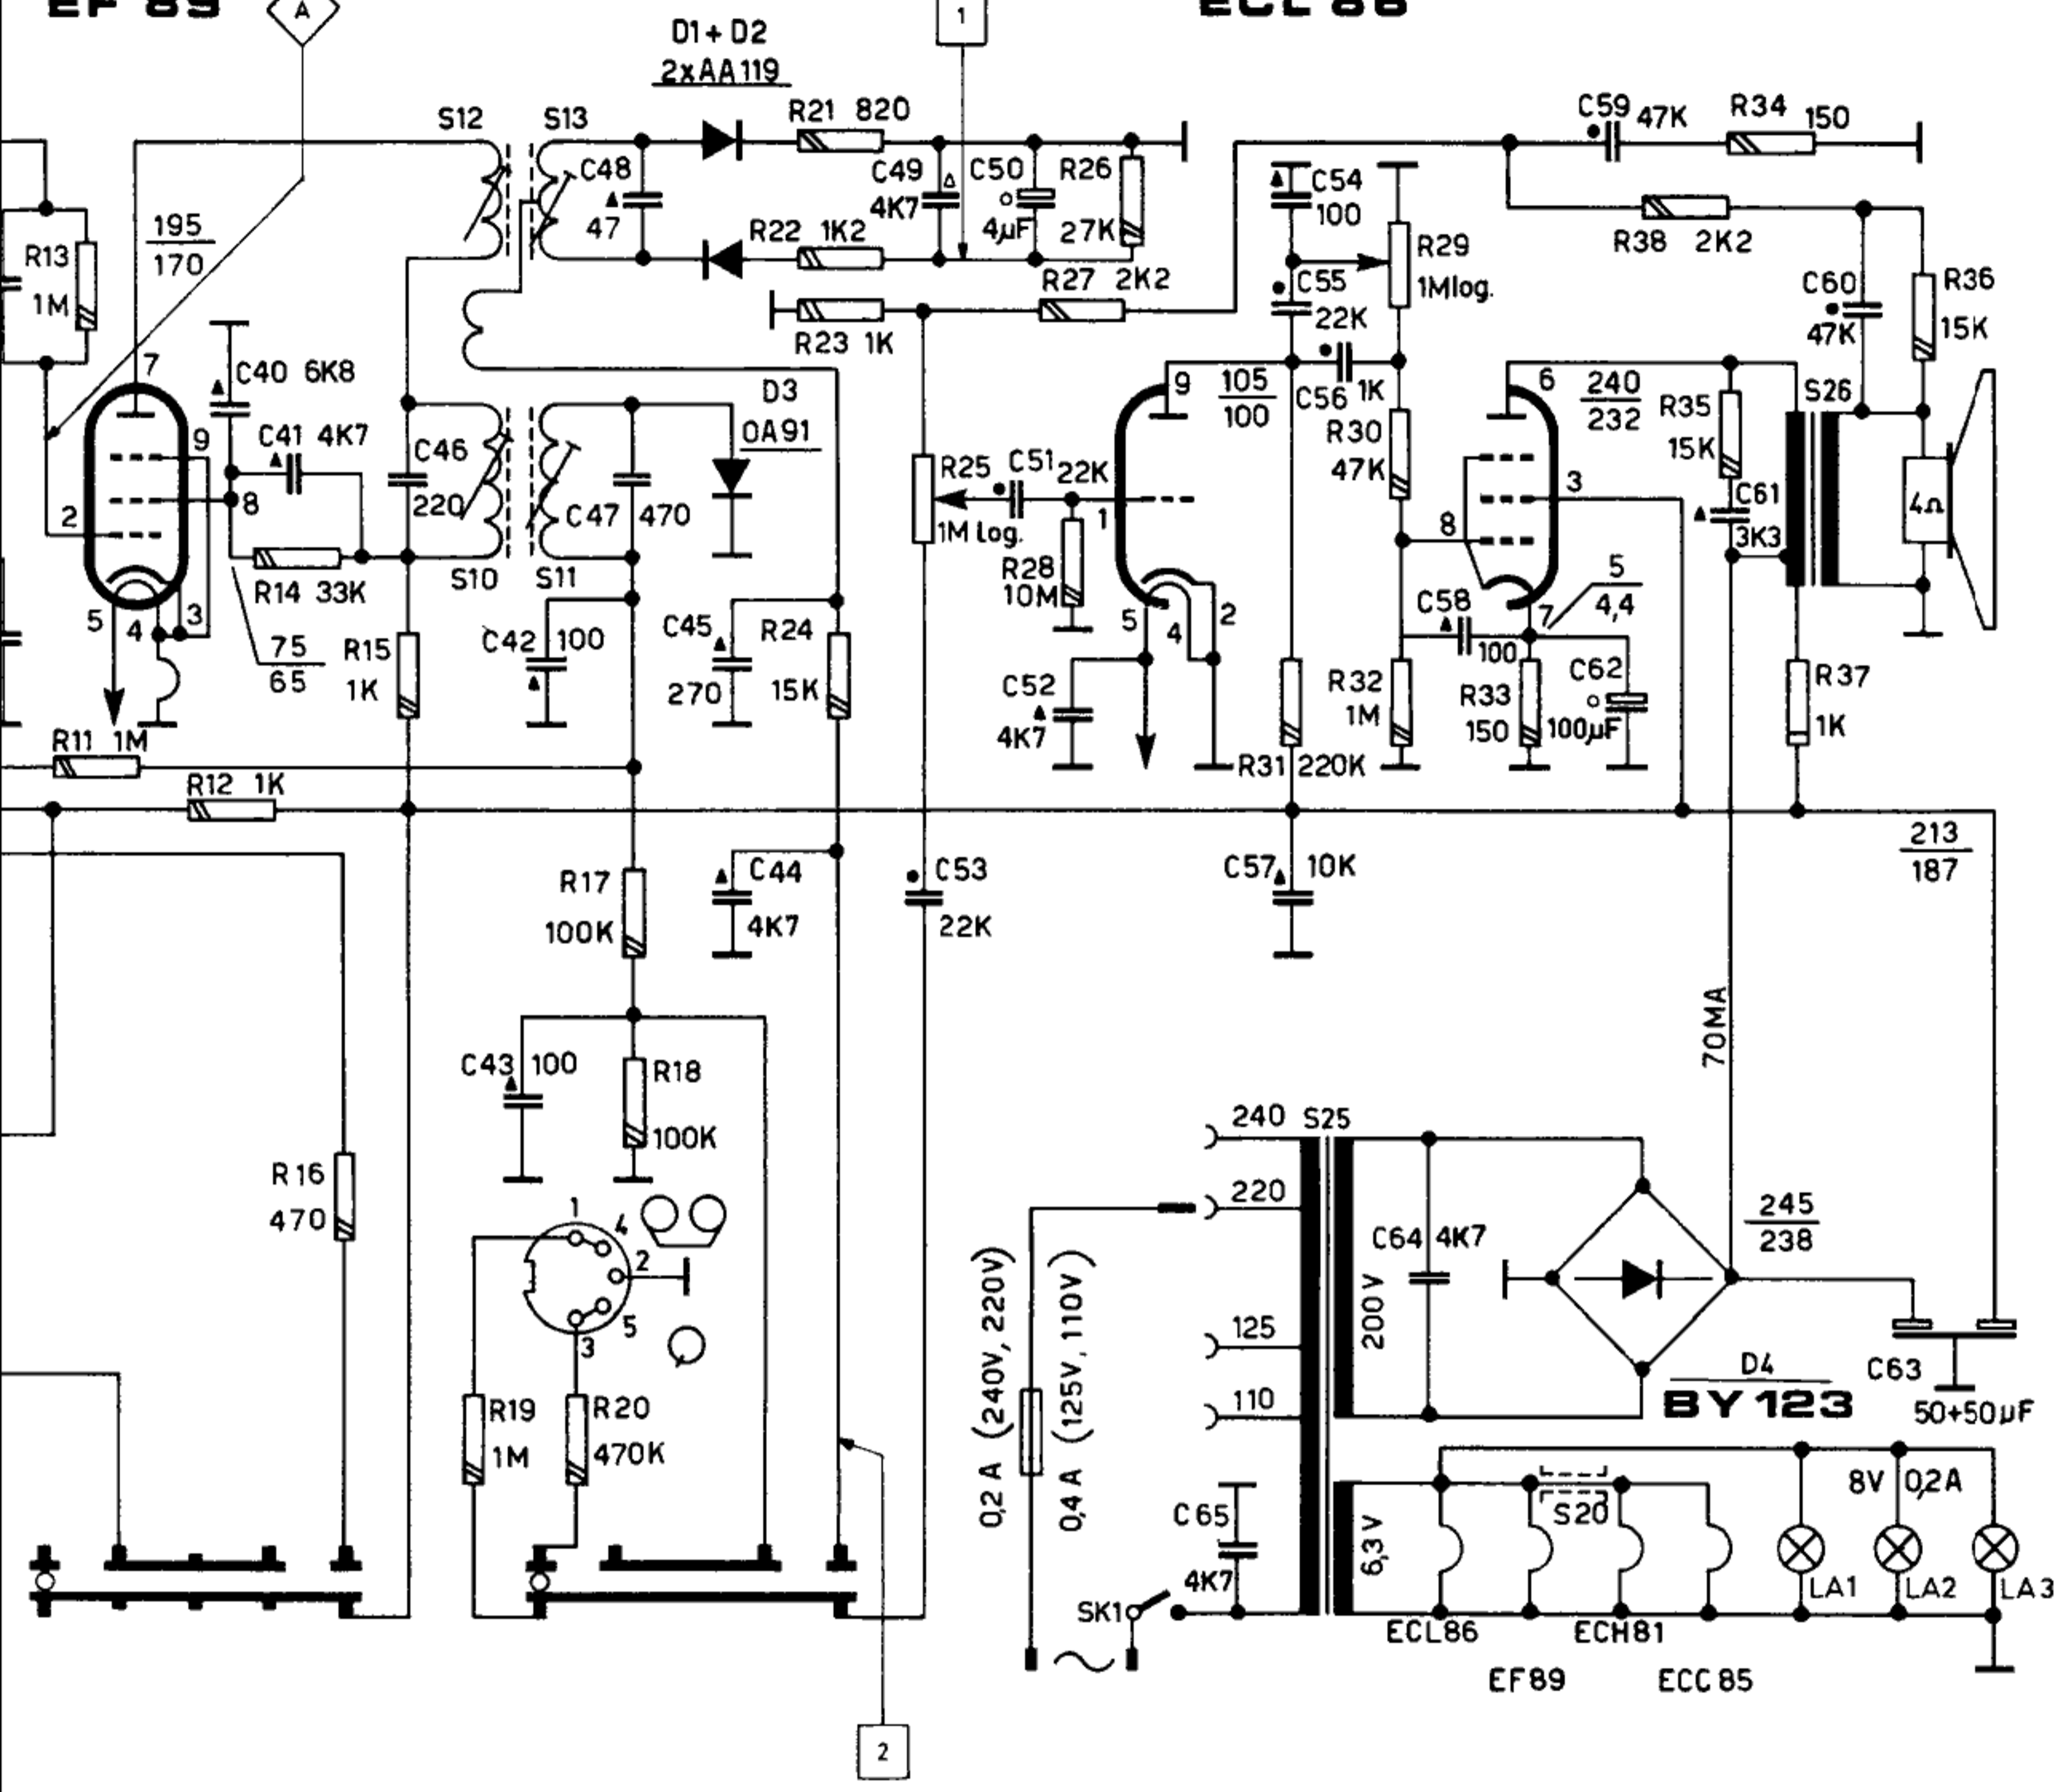 EF 89
A
1
ECL 86
D1 + D2
2xAA119
S12
S13
R21 820
C59
47K
R34
150
C48
47
C49
4K7
C50
4µF
R26
27K
C54
100
195
170
R22 1K2
R38 2K2
R29
1Mlog.
R13
1M
R27 2K2
C55
22K
C60
47K
R36
15K
R23 1K
7
C40 6K8
D3
OA91
9
105
100
C56 1K
6
240
232
R35
15K
S26
C41 4K7
9
C46
220
R30
47K
2
8
C47 470
R25
1M Log.
C51
22K
1
3
8
C61
3K3
4Ω
R14 33K
S10
S11
R28
10M
5
4,4
5
4
3
75
65
R15
1K
C42 100
C45
270
R24
15K
5
4
2
C58
100
7
C52
4K7
R32
1M
R33
150
C62
100µF
R37
1K
R11 1M
R31 220K
R12 1K
213
187
R17
100K
C44
4K7
C53
22K
C57 10K
70MA
C43 100
R18
100K
240
S25
R16
470
1
4
2
5
3
220
C64 4K7
245
238
0,2 A (240V, 220V)
0,4 A (125V, 110V)
125
200 V
D4
BY 123
C63
50+50µF
R19
1M
R20
470K
110
8V 0,2A
C65
4K7
6,3 V
S20
LA1
LA2
LA3
SK1
ECL86
ECH81
EF89
ECC 85
2